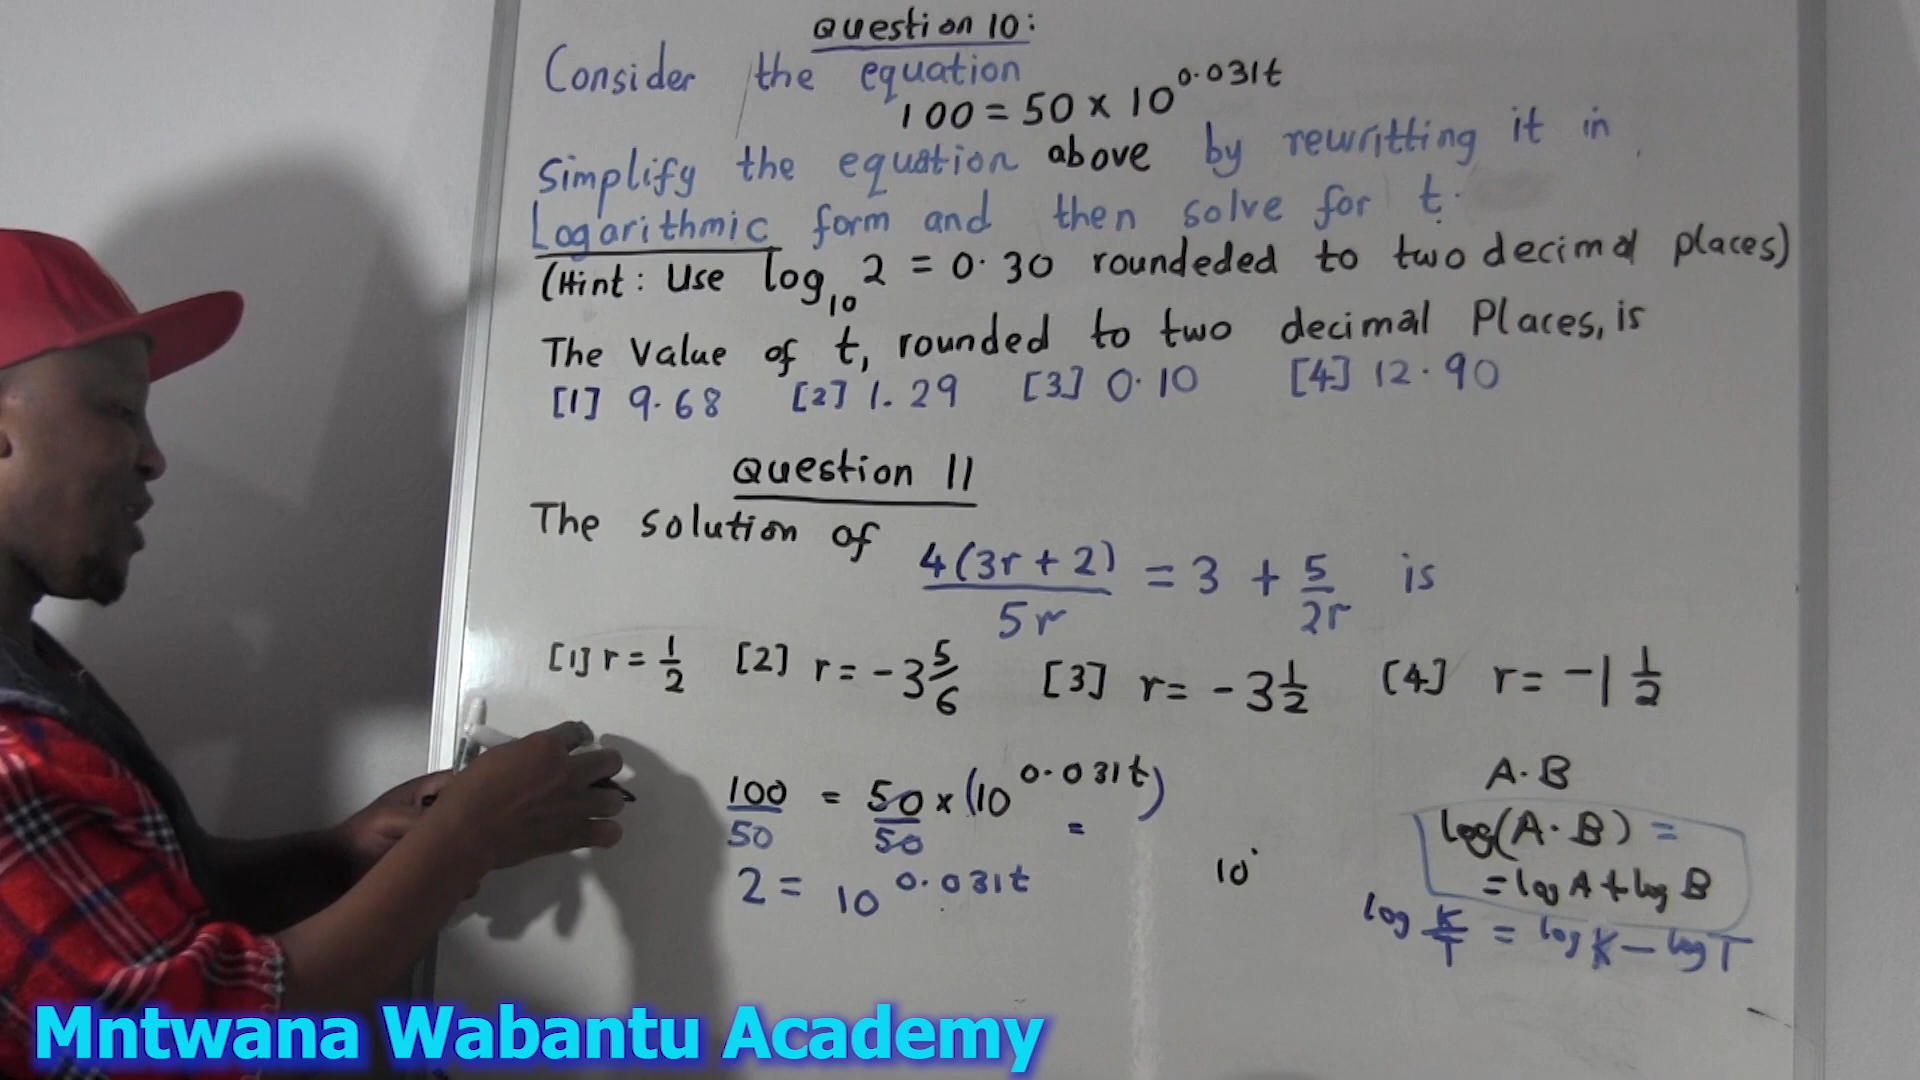 Question 10:
Consider the equation
100 = 50 × 10^0.031t
Simplify the equation above by rewritting it in
Logarithmic form and then solve for t.
(Hint: Use log₁₀ 2 = 0.30 roundeded to two decimal places)
The Value of t, rounded to two decimal Places, is
[1] 9.68 [2] 1.29 [3] 0.10 [4] 12.90
Question 11
The solution of 4(3r + 2)/5r = 3 + 5/2r is
[1] r = 1/2 [2] r = -3 5/6 [3] r = -3 1/2 [4] r = -1 1/2
100/50 = 50/50 × (10^0.031t)
=
2 = 10^0.031t
10
A·B
log(A·B) =
= log A + log B
log K/T = log K - log T
Mntwana Wabantu Academy